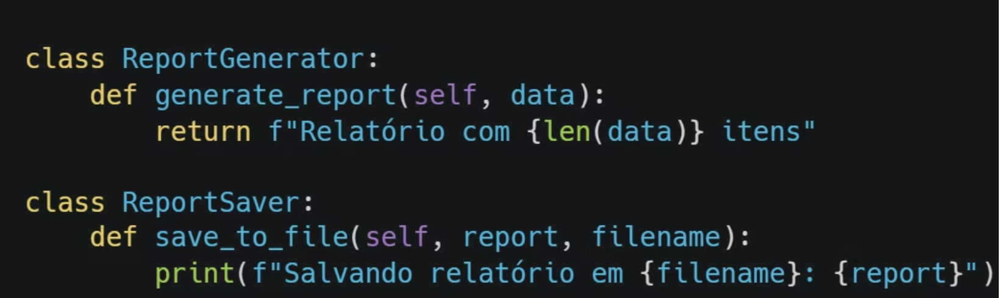 class ReportGenerator:
    def generate_report(self, data):
        return f"Relatório com {len(data)} itens"
class ReportSaver:
    def save_to_file(self, report, filename):
        print(f"Salvando relatório em {filename}: {report}")